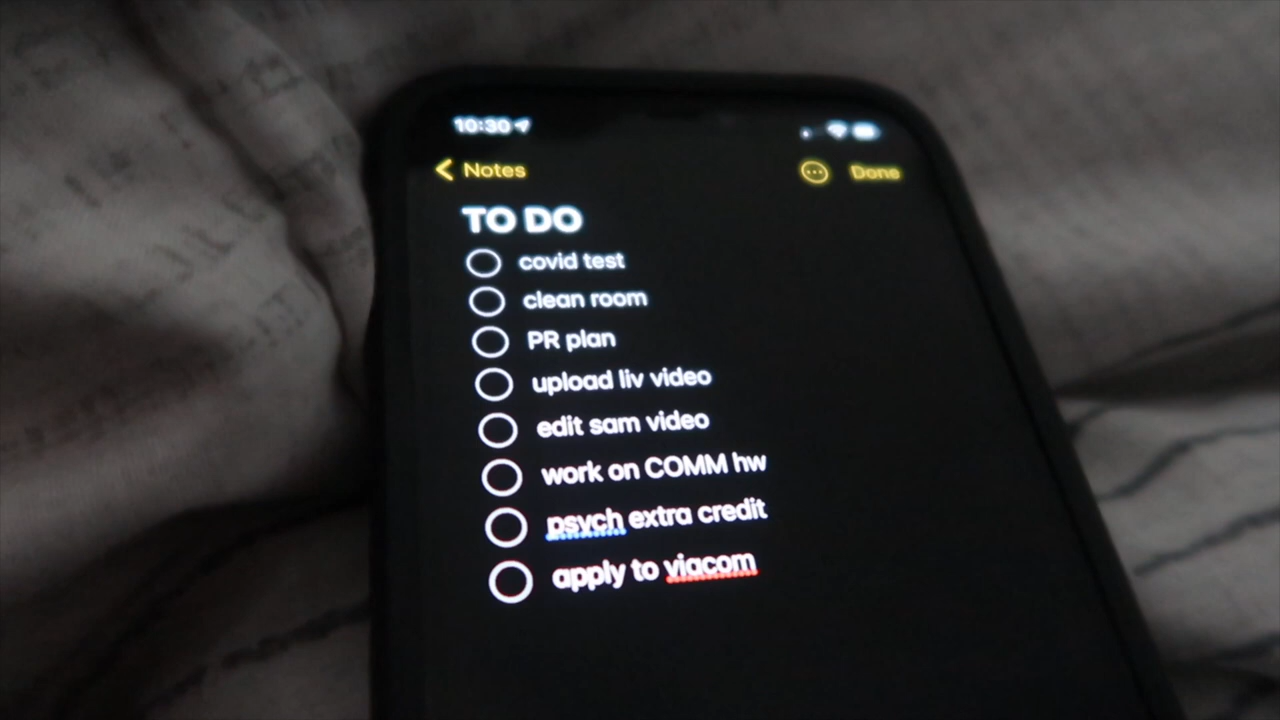 10:30
Notes
Done
TO DO
covid test
clean room
PR plan
upload liv video
edit sam video
work on COMM hw
psych extra credit
apply to viacom